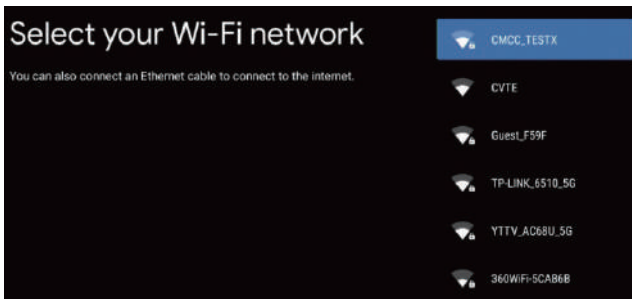 Select your Wi-Fi network
You can also connect an Ethernet cable to connect to the internet.
CMCC_TESTX
CVTE
Guest_F59F
TP-LINK_6510_5G
YTTV_AC68U_5G
360WiFi-5CAB6B